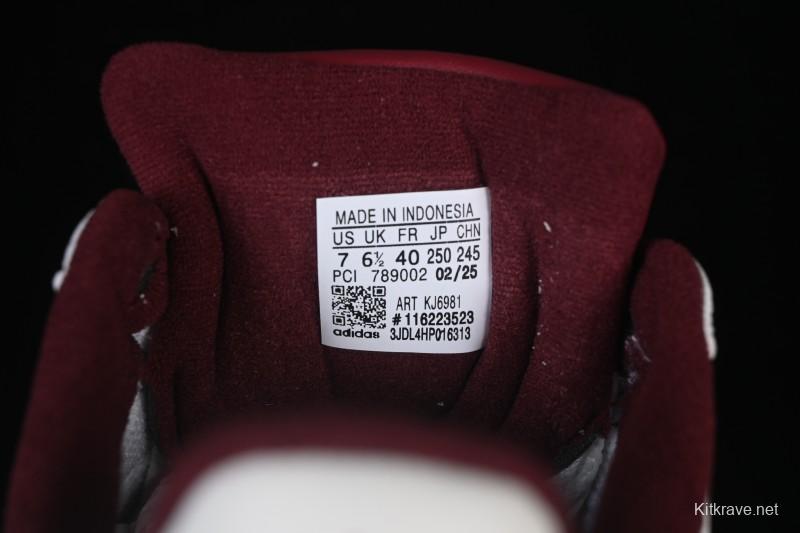 MADE IN INDONESIA
US UK FR JP CHN
7 6½ 40 250 245
PCI 789002 02/25
ART KJ6981
#116223523
adidas 3JDL4HP016313
Kitkrave.net